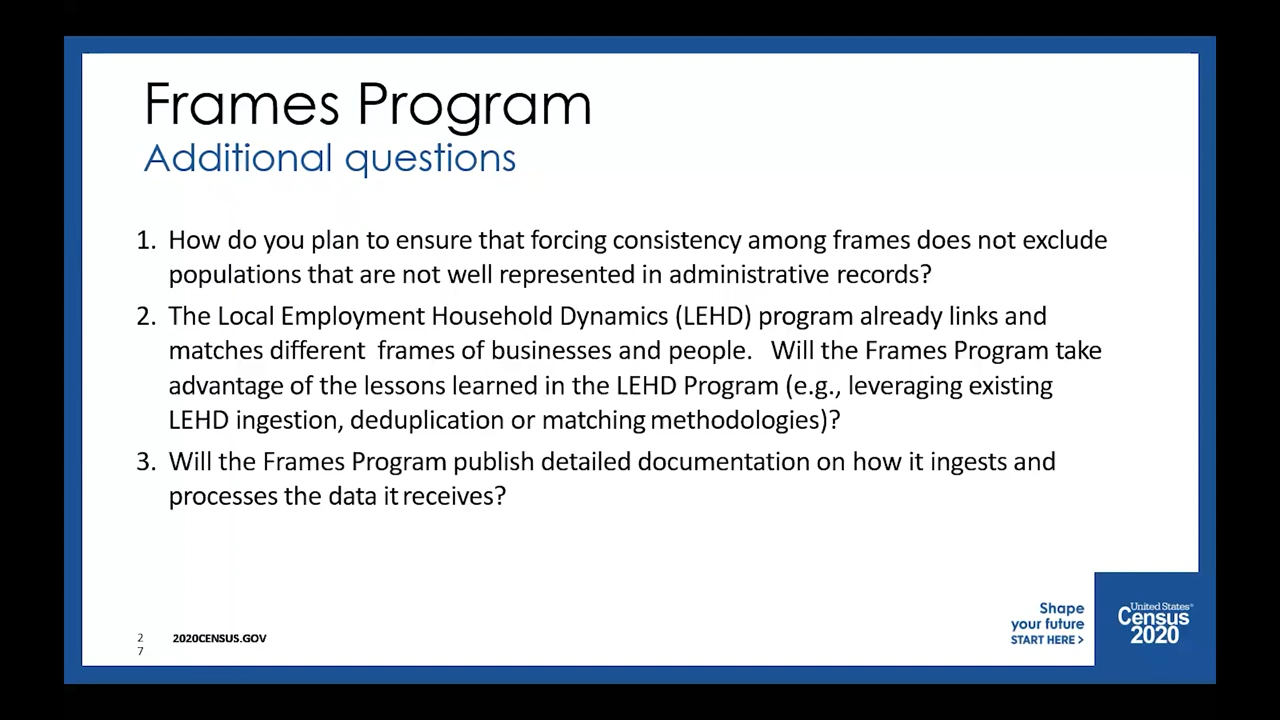 Frames Program
Additional questions
1. How do you plan to ensure that forcing consistency among frames does not exclude
populations that are not well represented in administrative records?
2. The Local Employment Household Dynamics (LEHD) program already links and
matches different frames of businesses and people. Will the Frames Program take
advantage of the lessons learned in the LEHD Program (e.g., leveraging existing
LEHD ingestion, deduplication or matching methodologies)?
3. Will the Frames Program publish detailed documentation on how it ingests and
processes the data it receives?
2
7
2020CENSUS.GOV
Shape
your future
START HERE >
United States®
Census
2020